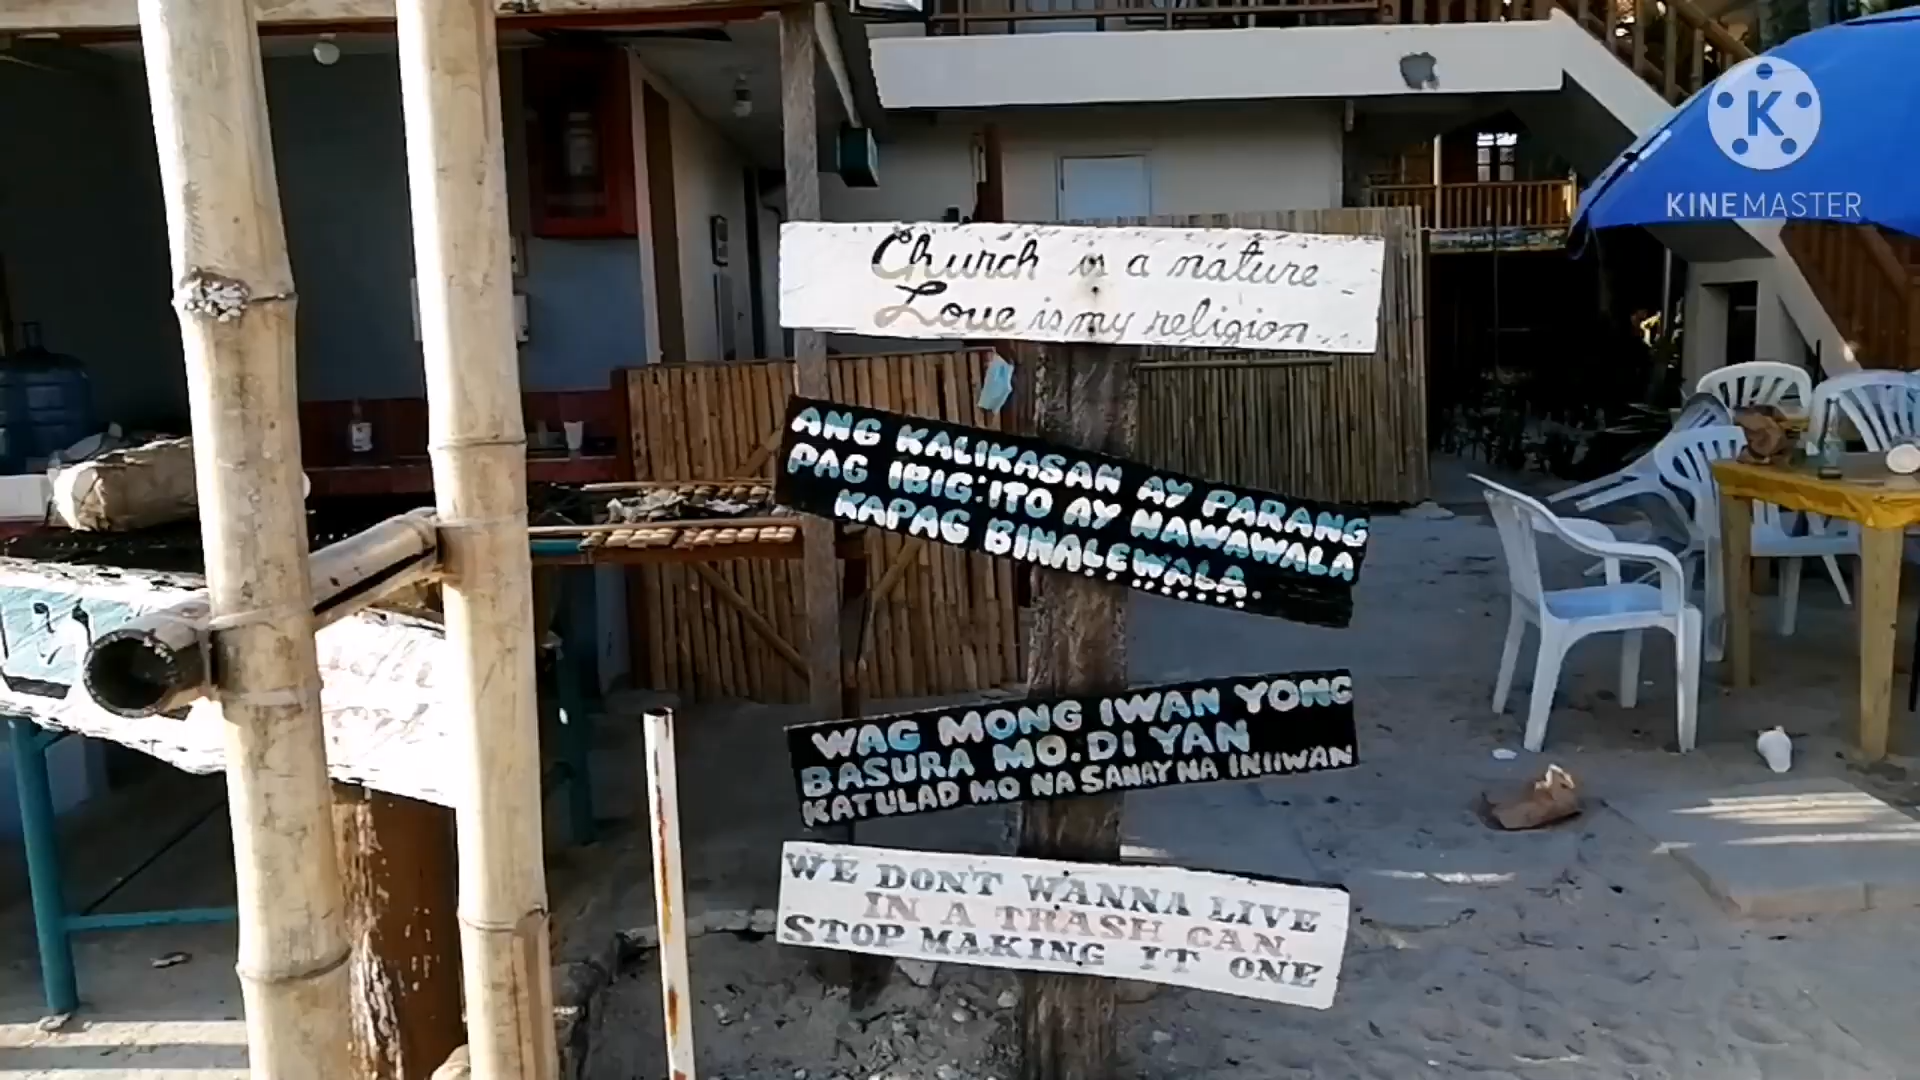 KINEMASTER
Church is a nature
Love is my religion...
ANG KALIKASAN AY PARANG
PAG IBIG: ITO AY NAWAWALA
KAPAG BINALEWALA.
WAG MONG IWAN YONG
BASURA MO. DI YAN
KATULAD MO NA SANAY NA INIIWAN
WE DON'T WANNA LIVE
IN A TRASH CAN,
STOP MAKING IT ONE